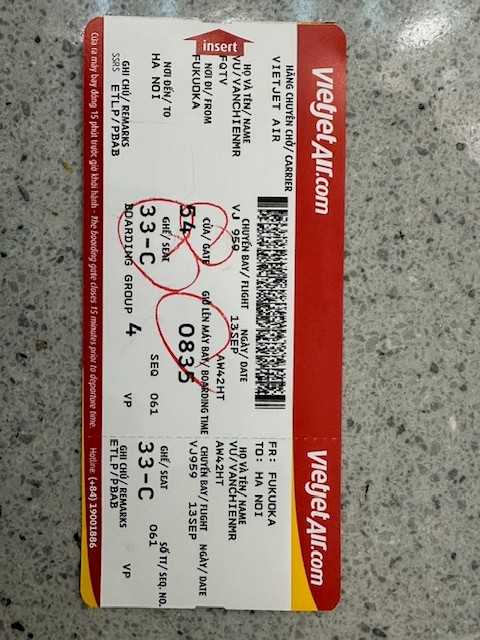 Vietjet Air.com
insert
HÃNG CHUYÊN CHỞ/ CARRIER
VIETJET AIR
HỌ VÀ TÊN/ NAME
VU/VANCHIENMR
FQTV
NƠI ĐI/ FROM
FUKUOKA
NƠI ĐẾN/ TO
HA NOI
GHI CHÚ/ REMARKS
SSRS ETLP/PBAB
CHUYẾN BAY/ FLIGHT NGÀY/ DATE
VJ 959 13SEP
AW42HT
CỬA/ GATE GIỜ LÊN MÁY BAY/ BOARDING TIME
54 0835
GHẾ/ SEAT
33-C SEQ 061
BOARDING GROUP 4 VP
Cửa ra máy bay đóng 15 phút trước giờ khởi hành - The boarding gate closes 15 minutes prior to departure time.
Vietjet Air.com
FR: FUKUOKA
TO: HA NOI
HỌ VÀ TÊN/ NAME
VU/VANCHIENMR
AW42HT
CHUYẾN BAY/ FLIGHT NGÀY/ DATE
VJ959 13SEP
GHẾ/ SEAT SỐ TT/ SEQ. NO.
33-C 061
GHI CHÚ/ REMARKS VP
ETLP/PBAB
Hotline: (+84) 19001886